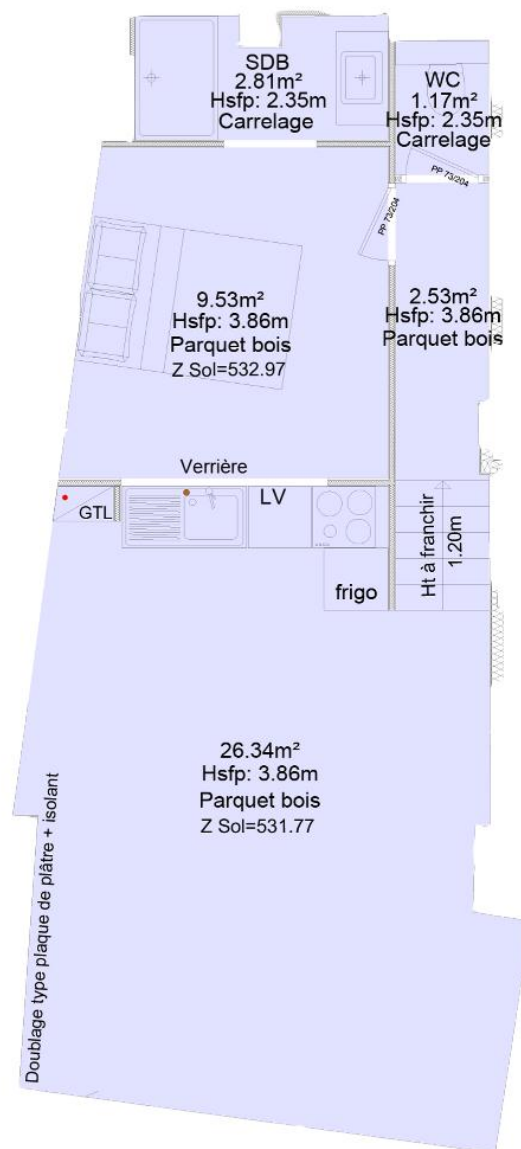 SDB
2.81m²
Hsfp: 2.35m
Carrelage
WC
1.17m²
Hsfp: 2.35m
Carrelage
PP 73/204
PP 73/204
9.53m²
Hsfp: 3.86m
Parquet bois
Z Sol=532.97
2.53m²
Hsfp: 3.86m
Parquet bois
Verrière
GTL
LV
frigo
Ht à franchir
1.20m
26.34m²
Hsfp: 3.86m
Parquet bois
Z Sol=531.77
Doublage type plaque de plâtre + isolant